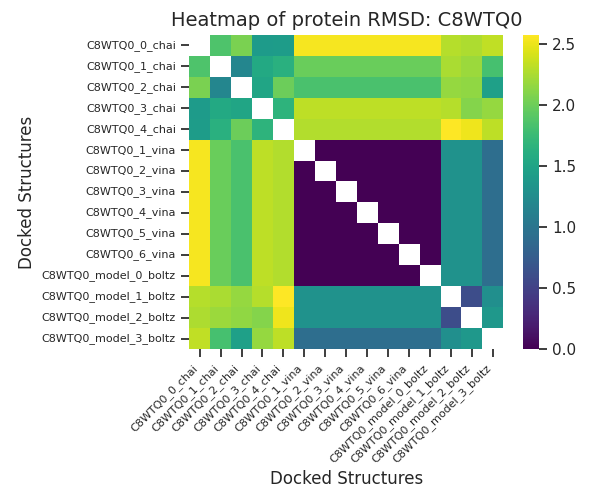 Heatmap of protein RMSD: C8WTQ0
Docked Structures
C8WTQ0_0_chai
C8WTQ0_1_chai
C8WTQ0_2_chai
C8WTQ0_3_chai
C8WTQ0_4_chai
C8WTQ0_1_vina
C8WTQ0_2_vina
C8WTQ0_3_vina
C8WTQ0_4_vina
C8WTQ0_5_vina
C8WTQ0_6_vina
C8WTQ0_model_0_boltz
C8WTQ0_model_1_boltz
C8WTQ0_model_2_boltz
C8WTQ0_model_3_boltz
2.5
2.0
1.5
1.0
0.5
0.0
C8WTQ0_0_chai
C8WTQ0_1_chai
C8WTQ0_2_chai
C8WTQ0_3_chai
C8WTQ0_4_chai
C8WTQ0_1_vina
C8WTQ0_2_vina
C8WTQ0_3_vina
C8WTQ0_4_vina
C8WTQ0_5_vina
C8WTQ0_6_vina
C8WTQ0_model_0_boltz
C8WTQ0_model_1_boltz
C8WTQ0_model_2_boltz
C8WTQ0_model_3_boltz
Docked Structures